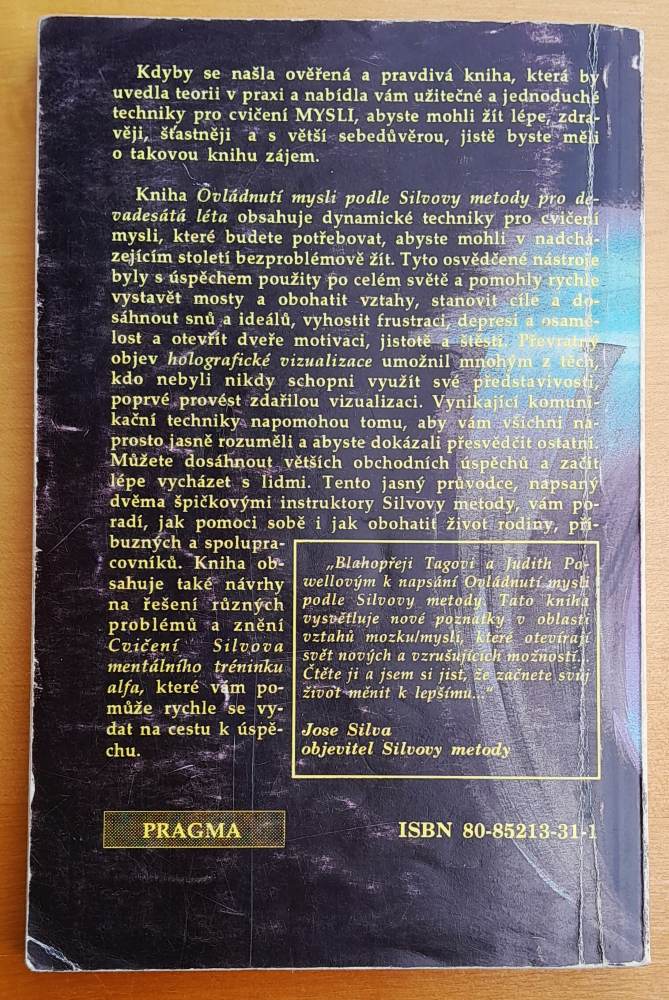 Kdyby se našla ověřená a pravdivá kniha, která by
uvedla teorii v praxi a nabídla vám užitečné a jednoduché
techniky pro cvičení MYSLI, abyste mohli žít lépe, zdra-
věji, šťastněji a s větší sebedůvěrou, jistě byste měli
o takovou knihu zájem.
Kniha Ovládnutí mysli podle Silvovy metody pro de-
vadesátá léta obsahuje dynamické techniky pro cvičení
mysli, které budete potřebovat, abyste mohli v nadchá-
zejícím století bezproblémově žít. Tyto osvědčené nástroje
byly s úspěchem použity po celém světě a pomohly rychle
vystavět mosty a obohatit vztahy, stanovit cíle a do-
sáhnout snů a ideálů, vyhostit frustraci, depresi a osamě-
lost a otevřít dveře motivaci, jistotě a štěstí. Převratný
objev holografické vizualizace umožnil mnohým z těch,
kdo nebyli nikdy schopni využít své představivosti,
poprvé provést zdařilou vizualizaci. Vynikající komuni-
kační techniky napomohou tomu, aby vám všichni na-
prosto jasně rozuměli a abyste dokázali přesvědčit ostatní.
Můžete dosáhnout větších obchodních úspěchů a začít
lépe vycházet s lidmi. Tento jasný průvodce, napsaný
dvěma špičkovými instruktory Silvovy metody, vám po-
radí, jak pomoci sobě i jak obohatit život rodiny, pří-
buzných a spolupra-
covníků. Kniha ob-
sahuje také návrhy
na řešení různých
problémů a znění
Cvičení Silvova
mentálního tréninku
alfa, které vám po-
může rychle se vy-
dat na cestu k úspě-
chu.
„Blahopřeji Tagovi a Judith Po-
wellovým k napsání Ovládnutí mysli
podle Silvovy metody. Tato kniha
vysvětluje nové poznatky v oblasti
vztahů mozku/mysli, které otevírají
svět nových a vzrušujících možností...
Čtěte ji a jsem si jist, že začnete svůj
život měnit k lepšímu...“
Jose Silva
objevitel Silvovy metody
PRAGMA
ISBN 80-85213-31-1